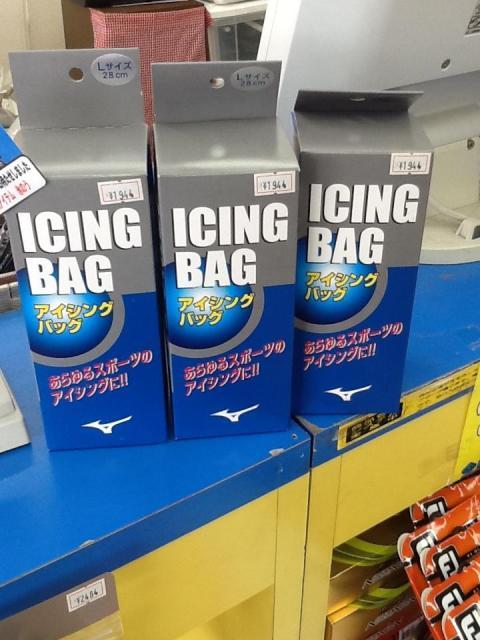 Lサイズ
28cm
¥1944
ICING
BAG
アイシング
バッグ
あらゆるスポーツの
アイシングに!!
Lサイズ
28cm
¥1944
ICING
BAG
アイシング
バッグ
あらゆるスポーツの
アイシングに!!
¥1944
ICING
BAG
アイシング
バッグ
あらゆるスポーツの
アイシングに!!
FJ
FJ
FJ